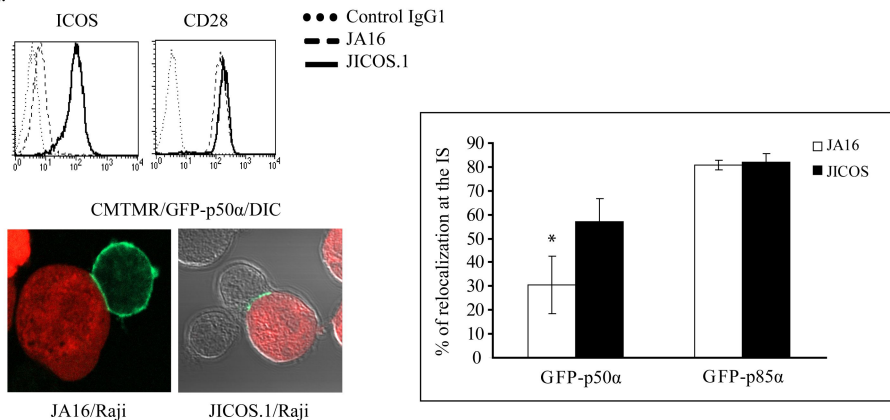 ICOS
CD28
Control IgG1
JA16
JICOS.1
10⁰ 10¹ 10² 10³ 10⁴
10⁰ 10¹ 10² 10³ 10⁴
CMTMR/GFP-p50α/DIC
JA16/Raji
JICOS.1/Raji
% of relocalization at the IS
90
80
70
60
50
40
30
20
10
0
*
JA16
JICOS
GFP-p50α
GFP-p85α